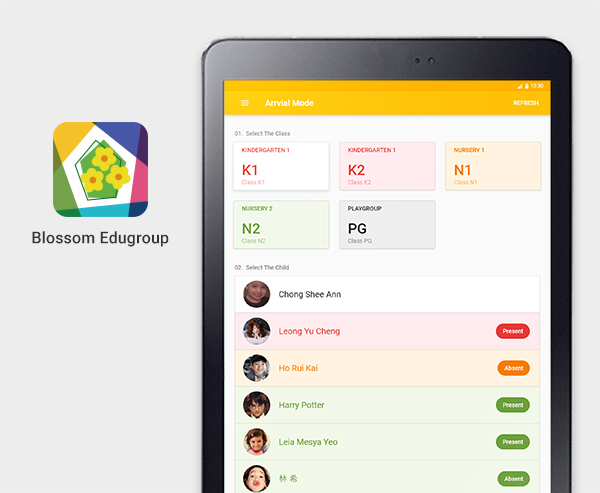 12:30
Arrvial Mode
REFRESH
01. Select The Class
KINDERGARTEN 1
K1
Class K1
KINDERGARTEN 1
K2
Class K2
NURSERY 1
N1
Class N1
NURSERY 2
N2
Class N2
PLAYGROUP
PG
Class PG
Blossom Edugroup
02. Select The Child
Chong Shee Ann
Leong Yu Cheng
Present
Ho Rui Kai
Absent
Harry Potter
Present
Leia Mesya Yeo
Present
林 希
Absent